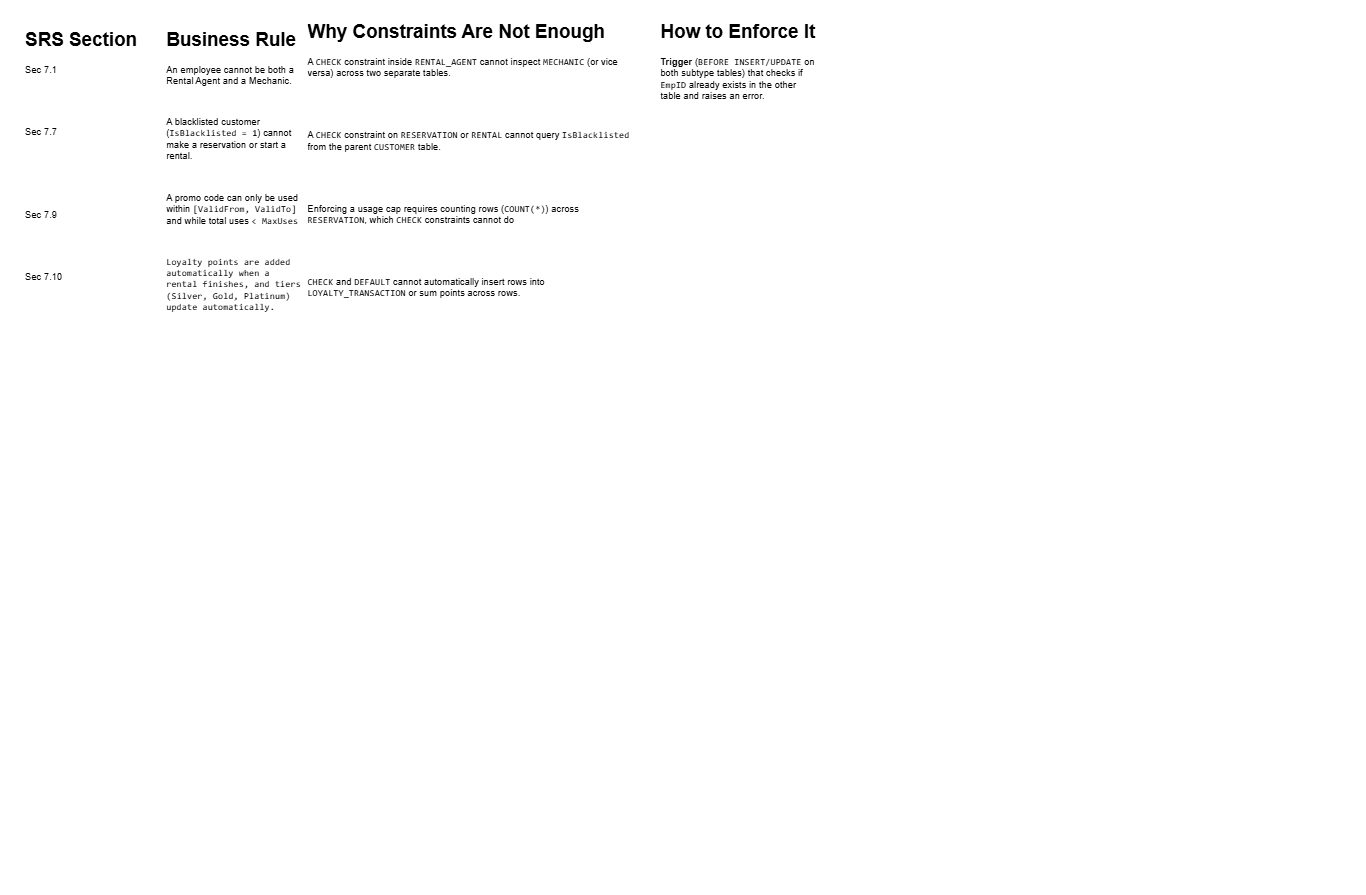 SRS Section
Business Rule
Why Constraints Are Not Enough
How to Enforce It
Sec 7.1
An employee cannot be both a
Rental Agent and a Mechanic.
A CHECK constraint inside RENTAL_AGENT cannot inspect MECHANIC (or vice
versa) across two separate tables.
Trigger (BEFORE INSERT/UPDATE on
both subtype tables) that checks if
EmpID already exists in the other
table and raises an error.
Sec 7.7
A blacklisted customer
(IsBlacklisted = 1) cannot
make a reservation or start a
rental.
A CHECK constraint on RESERVATION or RENTAL cannot query IsBlacklisted
from the parent CUSTOMER table.
Sec 7.9
A promo code can only be used
within [ValidFrom, ValidTo]
and while total uses < MaxUses
Enforcing a usage cap requires counting rows (COUNT(*)) across
RESERVATION, which CHECK constraints cannot do
Sec 7.10
Loyalty points are added
automatically when a
rental finishes, and tiers
(Silver, Gold, Platinum)
update automatically.
CHECK and DEFAULT cannot automatically insert rows into
LOYALTY_TRANSACTION or sum points across rows.